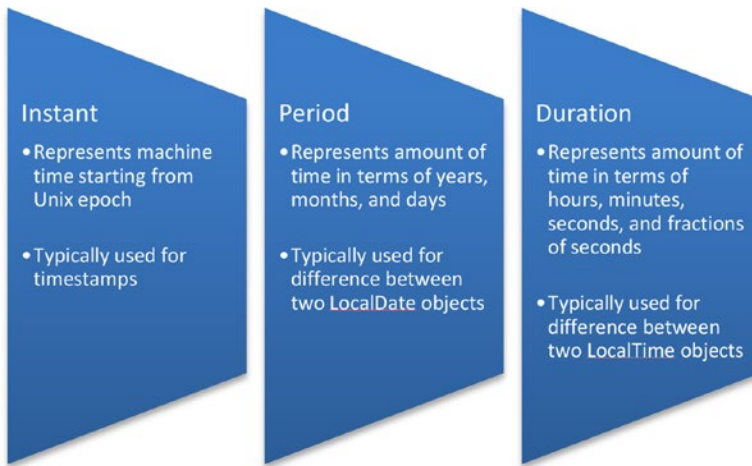 Instant
•Represents machine
time starting from
Unix epoch
•Typically used for
timestamps
Period
•Represents amount of
time in terms of years,
months, and days
•Typically used for
difference between
two LocalDate objects
Duration
•Represents amount of
time in terms of
hours, minutes,
seconds, and fractions
of seconds
•Typically used for
difference between
two LocalTime objects